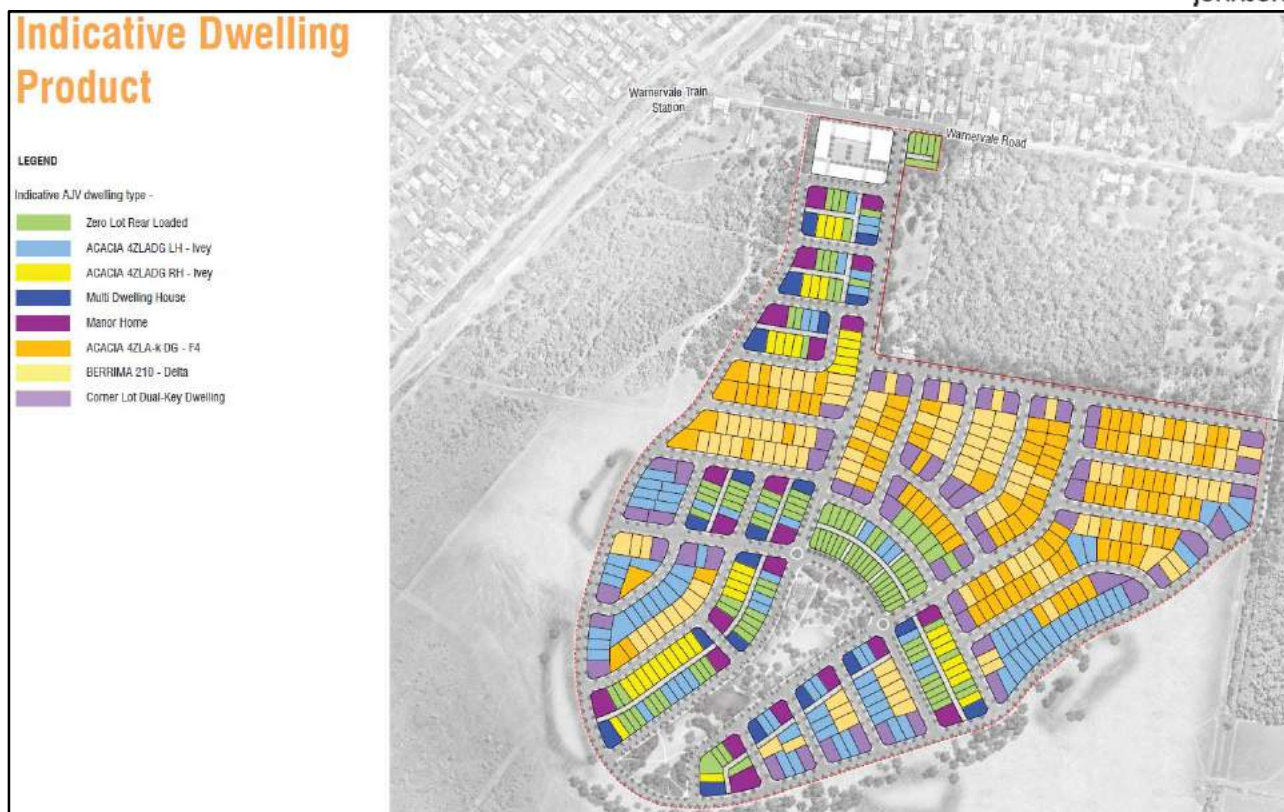 Indicative Dwelling
Product
LEGEND
Indicative AJV dwelling type -
Zero Lot Rear Loaded
ACACIA 4ZLADG LH - Ivey
ACACIA 4ZLADG RH - Ivey
Multi Dwelling House
Manor Home
ACACIA 4ZLA-k DG - F4
BERRIMA 210 - Delta
Corner Lot Dual-Key Dwelling
Warnervale Train
Station
Warnervale Road